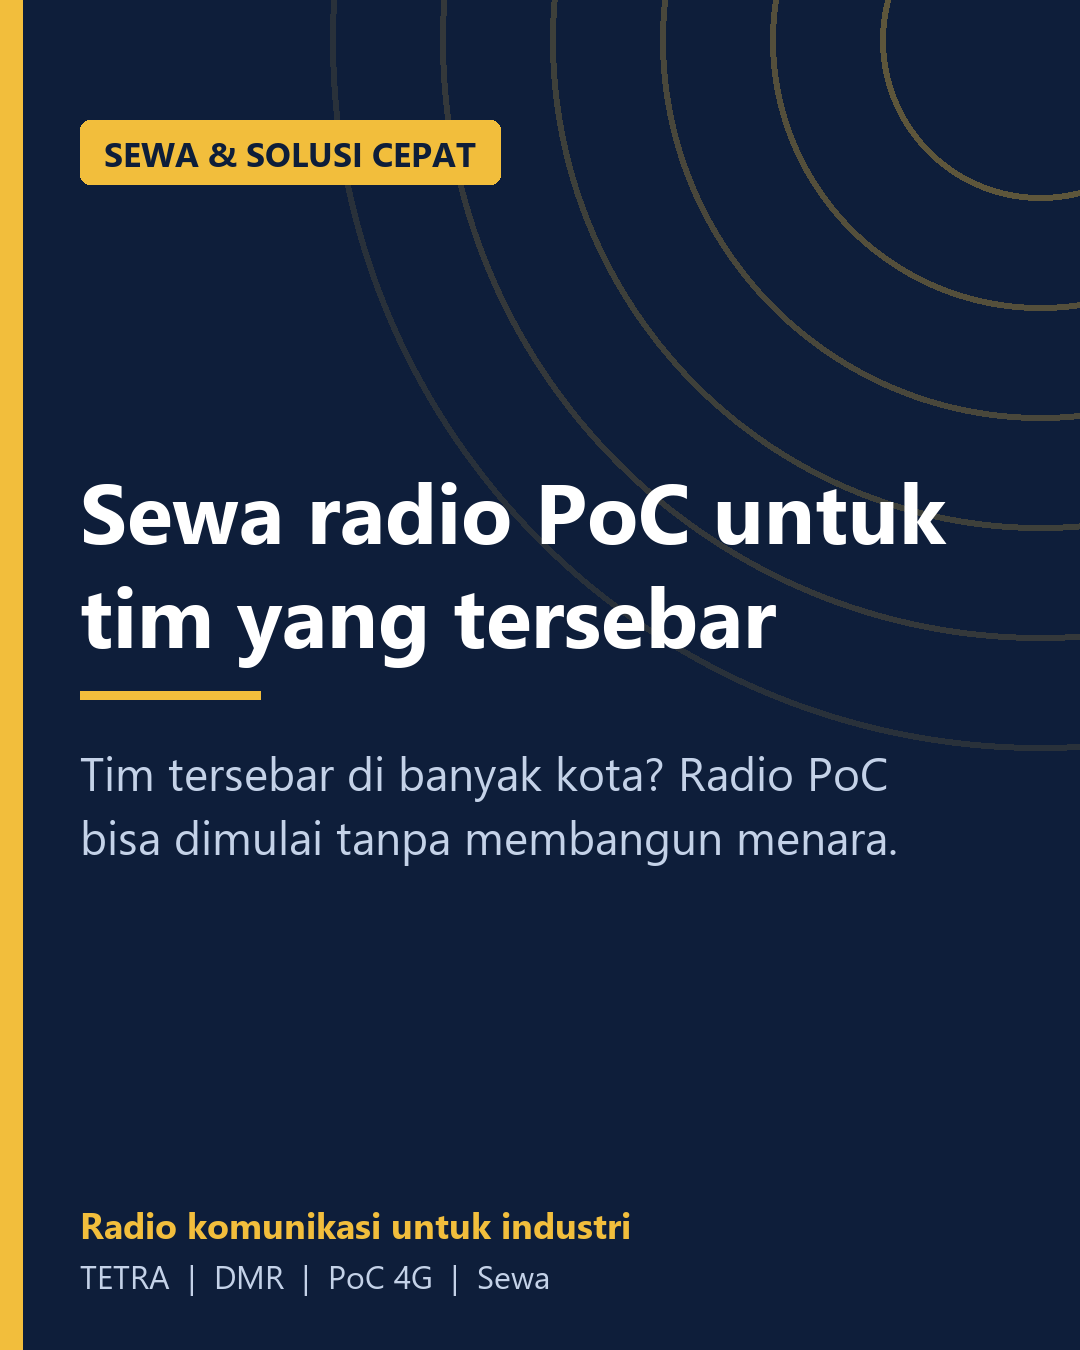 SEWA & SOLUSI CEPAT
Sewa radio PoC untuk
tim yang tersebar
Tim tersebar di banyak kota? Radio PoC
bisa dimulai tanpa membangun menara.
Radio komunikasi untuk industri
TETRA | DMR | PoC 4G | Sewa